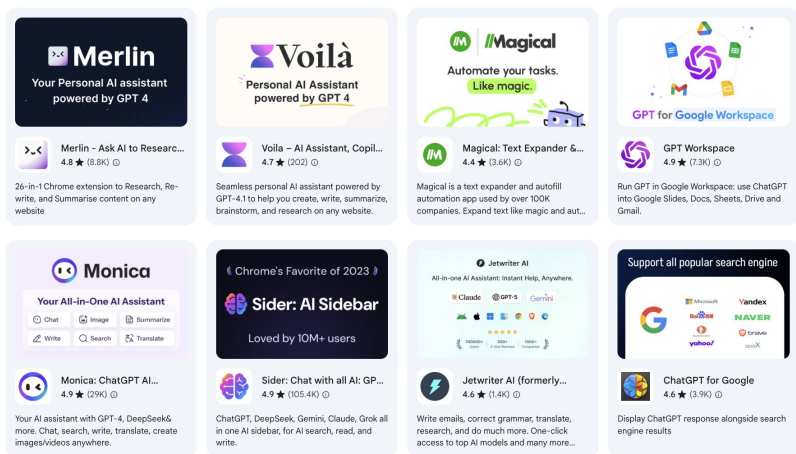 Merlin
Your Personal AI assistant
powered by GPT 4
Merlin - Ask AI to Researc...
4.8 ★ (8.8K)
26-in-1 Chrome extension to Research, Re-
write, and Summarise content on any
website
Voilà
Personal AI Assistant
powered by GPT 4
Voila – AI Assistant, Copil...
4.7 ★ (202)
Seamless personal AI assistant powered by
GPT-4.1 to help you create, write, summarize,
brainstorm, and research on any website.
//Magical
Automate your tasks.
Like magic.
Magical: Text Expander &...
4.4 ★ (3.6K)
Magical is a text expander and autofill
automation app used by over 100K
companies. Expand text like magic and aut...
GPT for Google Workspace
GPT Workspace
4.9 ★ (7.3K)
Run GPT in Google Workspace: use ChatGPT
into Google Slides, Docs, Sheets, Drive and
Gmail.
Monica
Your All-in-One AI Assistant
Chat
Image
Summarize
Write
Search
Translate
Monica: ChatGPT AI...
4.9 ★ (29K)
Your AI assistant with GPT-4, DeepSeek&
more. Chat, search, write, translate, create
images/videos anywhere.
Chrome's Favorite of 2023
Sider: AI Sidebar
Loved by 10M+ users
Sider: Chat with all AI: GP...
4.9 ★ (105.4K)
ChatGPT, DeepSeek, Gemini, Claude, Grok all
in one AI sidebar, for AI search, read, and
write.
Jetwriter AI
All-in-one AI Assistant: Instant Help, Anywhere.
Claude
GPT-5
Gemini
Jetwriter AI (formerly...
4.6 ★ (1.4K)
Write emails, correct grammar, translate,
research, and do much more. One-click
access to top AI models and many more...
Support all popular search engine
Microsoft
Yandex
NAVER
brave
yahoo!
ChatGPT for Google
4.6 ★ (3.9K)
Display ChatGPT response alongside search
engine results